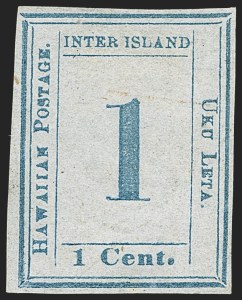 INTER ISLAND
HAWAIIAN POSTAGE.
1
UKU LETA.
1 Cent.